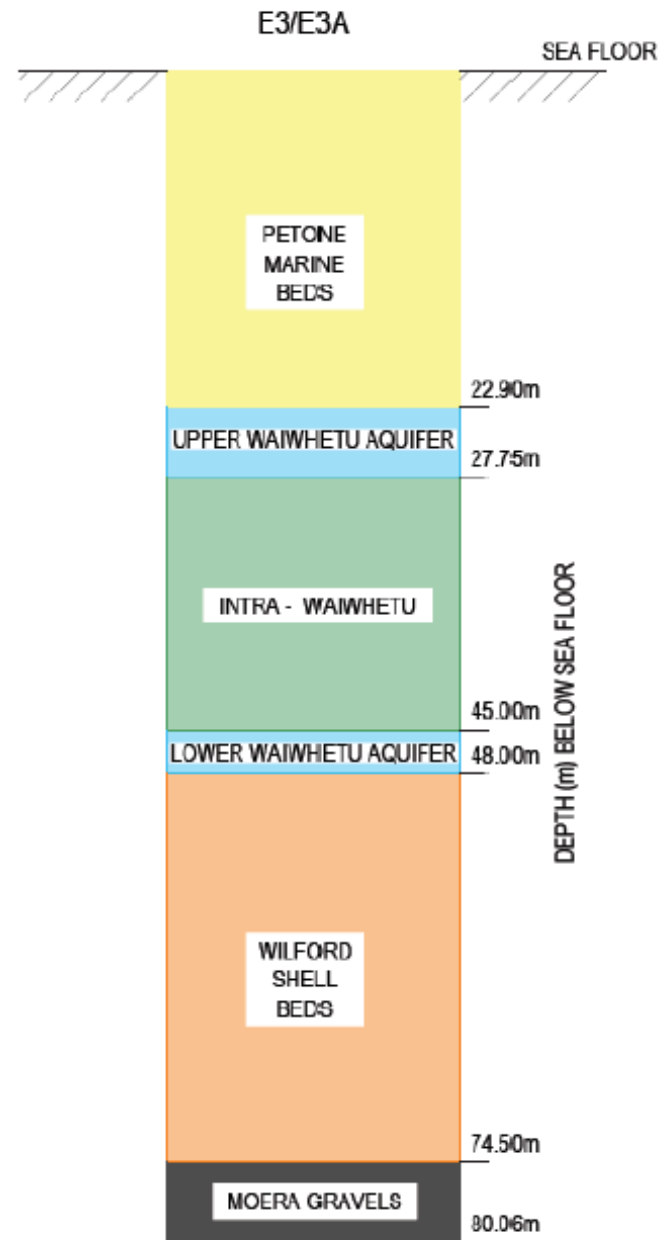 E3/E3A
SEA FLOOR
PETONE
MARINE
BEDS
22.90m
UPPER WAIWHETU AQUIFER
27.75m
INTRA - WAIWHETU
45.00m
LOWER WAIWHETU AQUIFER
48.00m
DEPTH (m) BELOW SEA FLOOR
WILFORD
SHELL
BEDS
74.50m
MOERA GRAVELS
80.06m